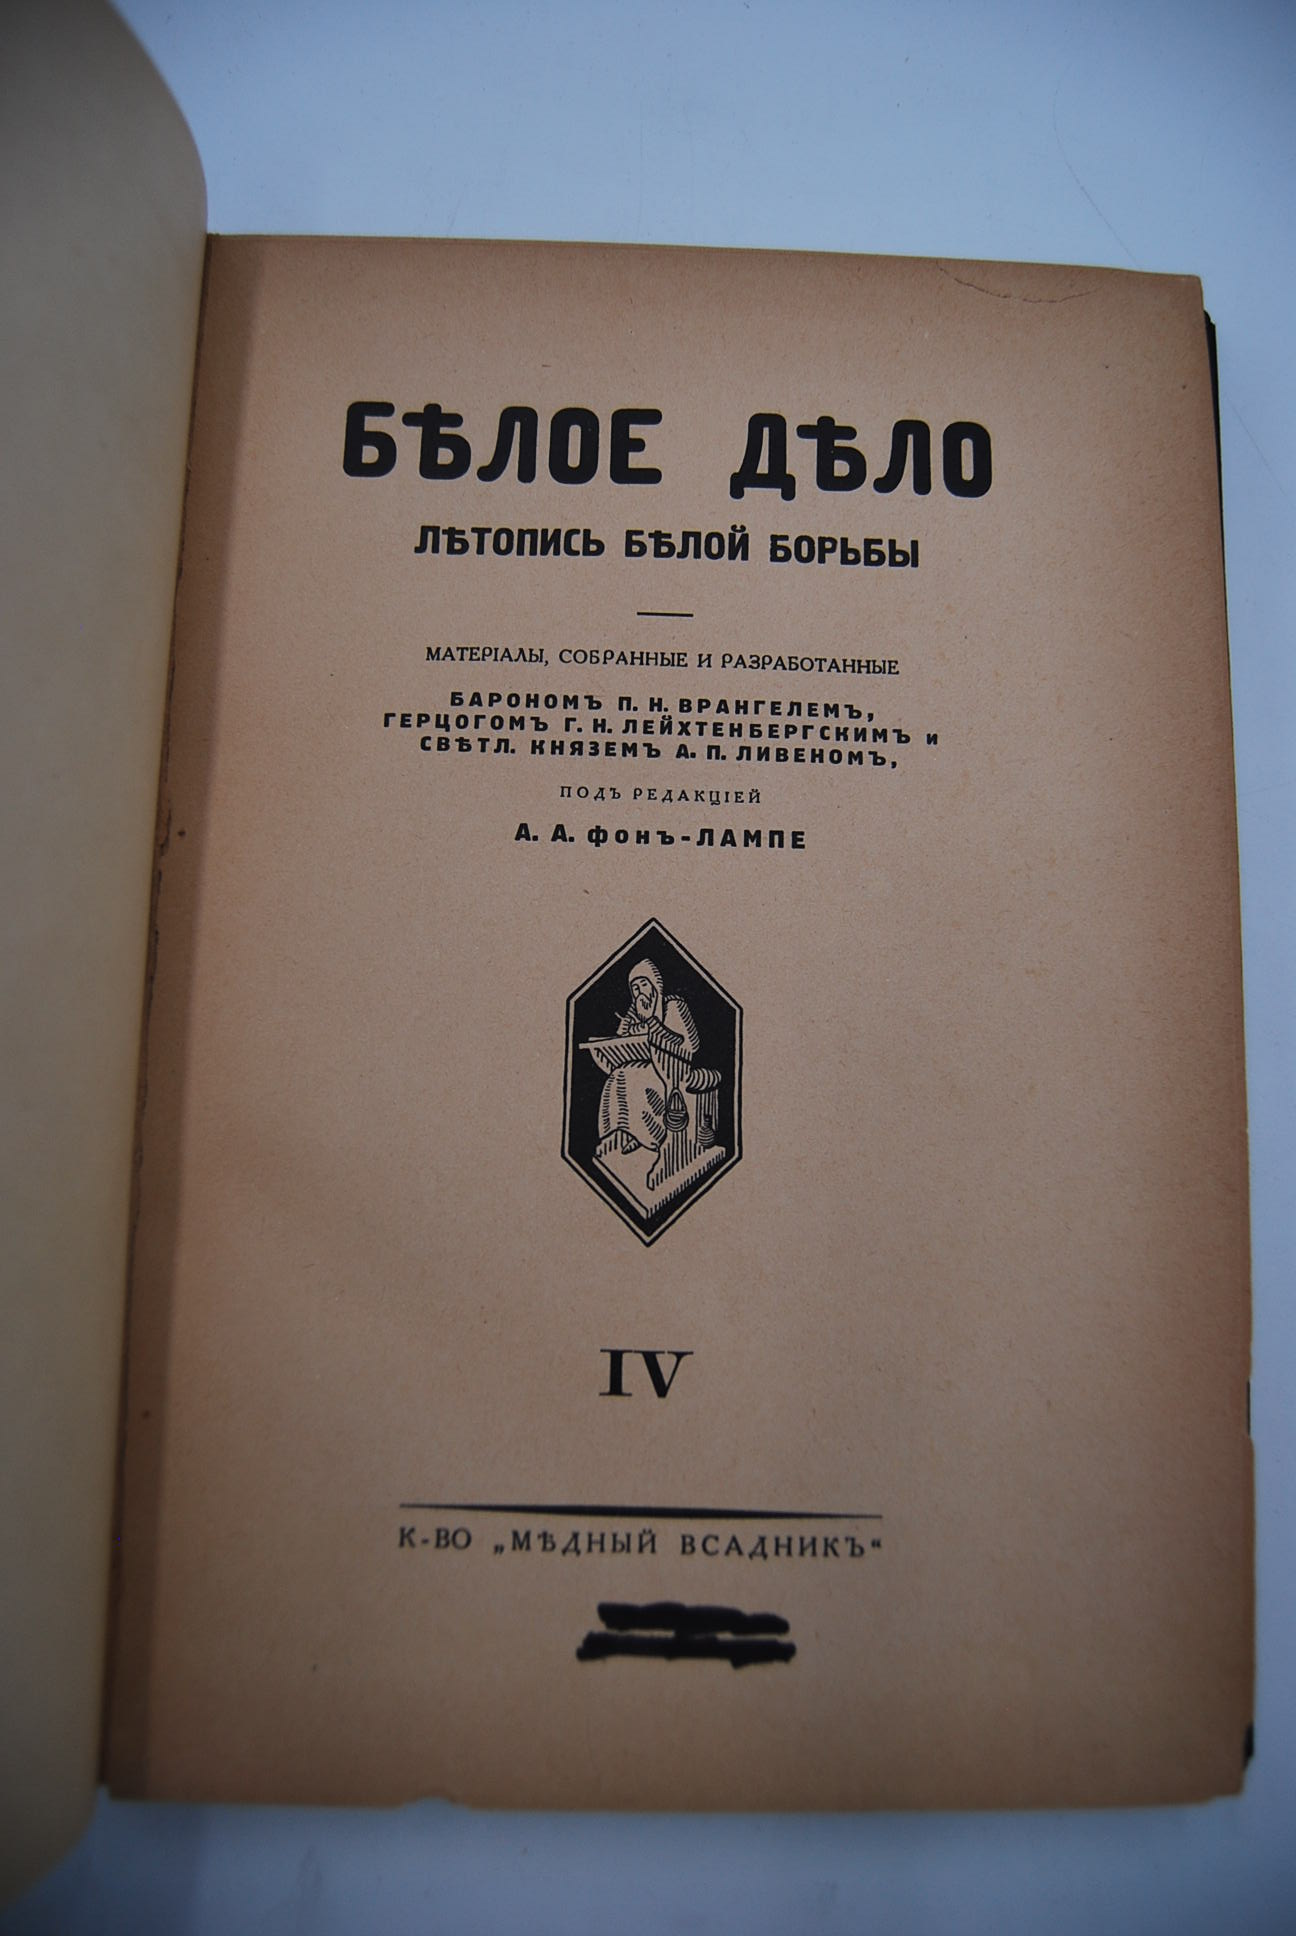 БѢЛОЕ ДѢЛО
ЛѢТОПИСЬ БѢЛОЙ БОРЬБЫ
МАТЕРІАЛЫ, СОБРАННЫЕ И РАЗРАБОТАННЫЕ
БАРОНОМЪ П. Н. ВРАНГЕЛЕМЪ,
ГЕРЦОГОМЪ Г. Н. ЛЕЙХТЕНБЕРГСКИМЪ и
СВѢТЛ. КНЯЗЕМЪ А. П. ЛИВЕНОМЪ,
ПОДЪ РЕДАКЦІЕЙ
А. А. фонъ-ЛАМПЕ
IV
К-ВО „МѢДНЫЙ ВСАДНИКЪ“